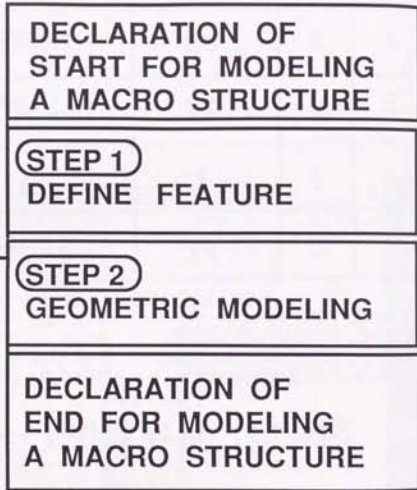 DECLARATION OF
START FOR MODELING
A MACRO STRUCTURE
STEP 1
DEFINE FEATURE
STEP 2
GEOMETRIC MODELING
DECLARATION OF
END FOR MODELING
A MACRO STRUCTURE